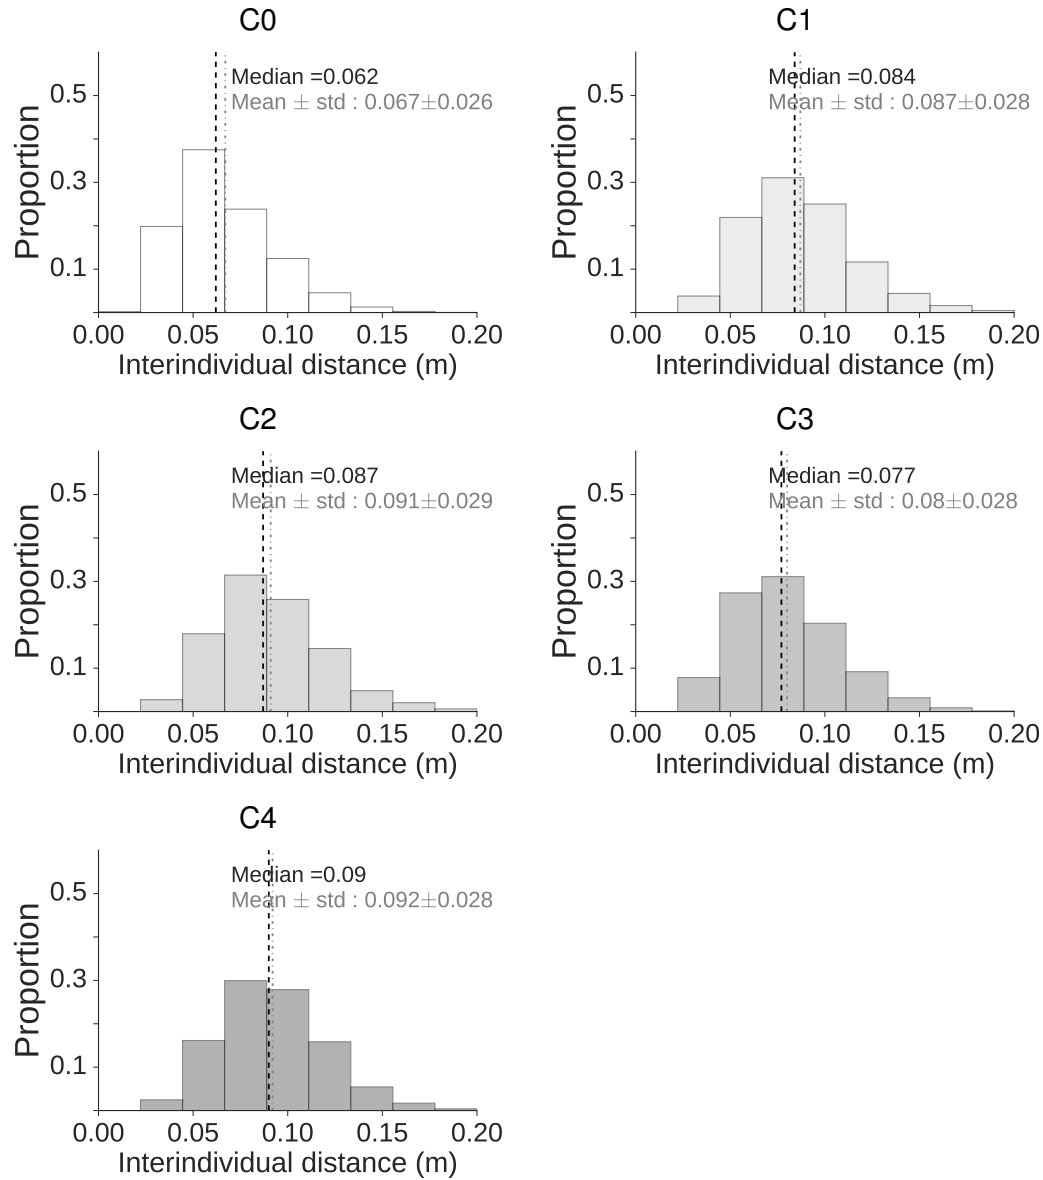 C0
Median =0.062
Mean ± std : 0.067±0.026
0.5
0.3
0.1
Proportion
0.00 0.05 0.10 0.15 0.20
Interindividual distance (m)
C1
Median =0.084
Mean ± std : 0.087±0.028
0.5
0.3
0.1
Proportion
0.00 0.05 0.10 0.15 0.20
Interindividual distance (m)
C2
Median =0.087
Mean ± std : 0.091±0.029
0.5
0.3
0.1
Proportion
0.00 0.05 0.10 0.15 0.20
Interindividual distance (m)
C3
Median =0.077
Mean ± std : 0.08±0.028
0.5
0.3
0.1
Proportion
0.00 0.05 0.10 0.15 0.20
Interindividual distance (m)
C4
Median =0.09
Mean ± std : 0.092±0.028
0.5
0.3
0.1
Proportion
0.00 0.05 0.10 0.15 0.20
Interindividual distance (m)